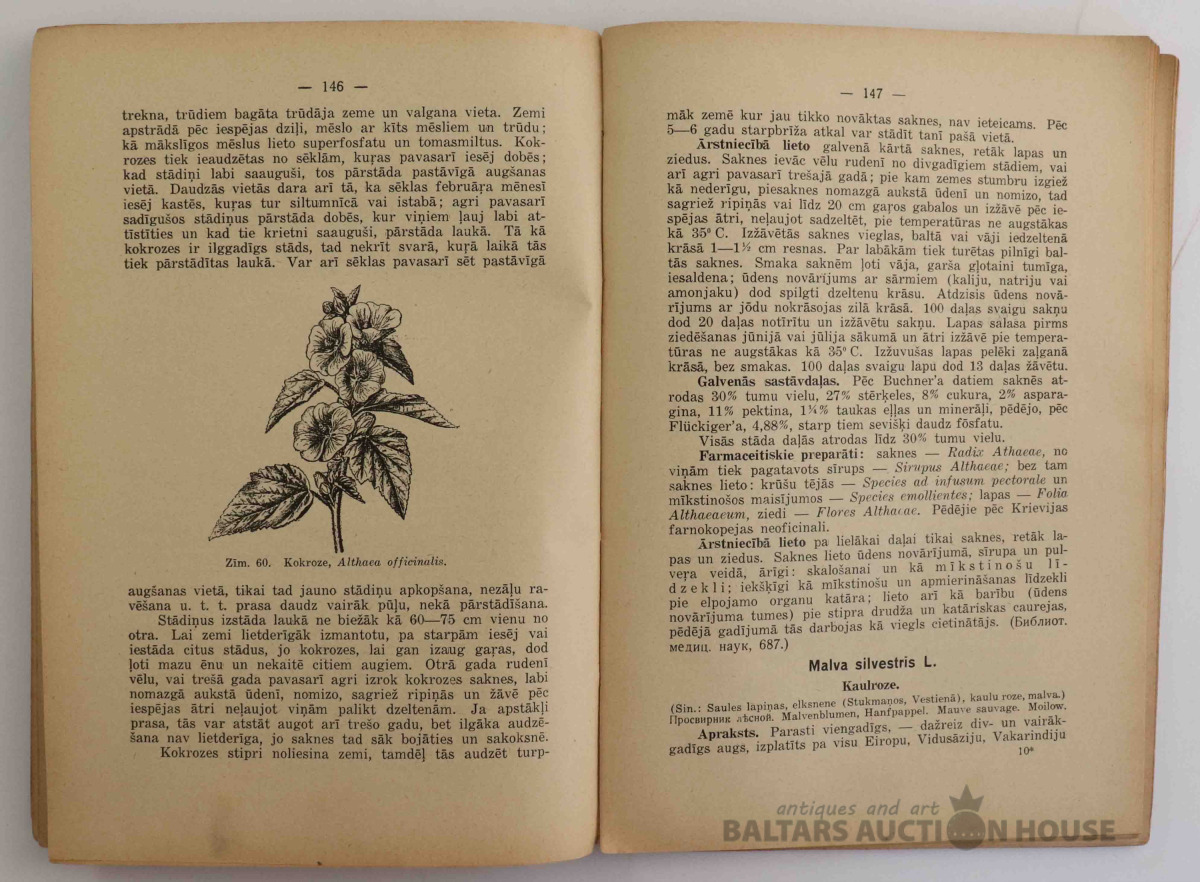 — 146 —
trekna, trūdiem bagāta trūdāja zeme un valgana vieta. Zemi
apstrādā pēc iespējas dziļi, mēslo ar kīts mēsliem un trūdu;
kā mākslīgos mēslus lieto superfosfatu un tomasmiltus. Kok-
rozes tiek ieaudzētas no sēklām, kuŗas pavasarī iesēj dobēs;
kad stādiņi labi saauguši, tos pārstāda pastāvīgā augšanas
vietā. Daudzās vietās dara arī tā, ka sēklas februāŗa mēnesī
iesēj kastēs, kuŗas tur siltumnīcā vai istabā; agri pavasarī
sadīgušos stādiņus pārstāda dobēs, kur viņiem ļauj labi at-
tīstīties un kad tie krietni saauguši, pārstāda laukā. Tā kā
kokrozes ir ilggadīgs stāds, tad nekrīt svarā, kuŗā laikā tās
tiek pārstādītas laukā. Var arī sēklas pavasarī sēt pastāvīgā
Zīm. 60. Kokroze, Althaea officinalis.
augšanas vietā, tikai tad jauno stādiņu apkopšana, nezāļu ra-
vēšana u. t. t. prasa daudz vairāk pūļu, nekā pārstādīšana.
Stādiņus izstāda laukā ne biežāk kā 60—75 cm vienu no
otra. Lai zemi lietderīgāk izmantotu, pa starpām iesēj vai
iestāda citus stādus, jo kokrozes, lai gan izaug gaŗas, dod
ļoti mazu ēnu un nekaitē citiem augiem. Otrā gada rudenī
vēlu, vai trešā gada pavasarī agri izrok kokrozes saknes, labi
nomazgā aukstā ūdenī, nomizo, sagriež ripiņās un žāvē pēc
iespējas ātri neļaujot viņām palikt dzeltenām. Ja apstākļi
prasa, tās var atstāt augot arī trešo gadu, bet ilgāka audzē-
šana nav lietderīga, jo saknes tad sāk bojāties un sakoksnē.
Kokrozes stipri noliesina zemi, tamdēļ tās audzēt turp-
— 147 —
māk zemē kur jau tikko novāktas saknes, nav ieteicams. Pēc
5—6 gadu starpbrīža atkal var stādīt tanī pašā vietā.
Ārstniecībā lieto galvenā kārtā saknes, retāk lapas un
ziedus. Saknes ievāc vēlu rudenī no divgadīgiem stādiem, vai
arī agri pavasarī trešajā gadā; pie kam zemes stumbru izgiež
kā nederīgu, piesaknes nomazgā aukstā ūdenī un nomizo, tad
sagriež ripiņās vai līdz 20 cm gaŗos gabalos un izžāvē pēc ie-
spējas ātri, neļaujot sadzeltēt, pie temperatūras ne augstākas
kā 35° C. Izžāvētās saknes vieglas, baltā vai vāji iedzeltenā
krāsā 1—1½ cm resnas. Par labākām tiek turētas pilnīgi bal-
tās saknes. Smaka saknēm ļoti vāja, garša gļotaini tumīga,
iesaldena; ūdens novārījums ar sārmiem (kaliju, natriju vai
amonjaku) dod spilgti dzeltenu krāsu. Atdzisis ūdens novā-
rījums ar jōdu nokrāsojas zilā krāsā. 100 daļas svaigu sakņu
dod 20 daļas notīrītu un izžāvētu sakņu. Lapas salasa pirms
ziedēšanas jūnijā vai jūlija sākumā un ātri izžāvē pie tempera-
tūras ne augstākas kā 35° C. Izžuvušas lapas pelēki zaļganā
krāsā, bez smakas. 100 daļas svaigu lapu dod 13 daļas žāvētu.
Galvenās sastāvdaļas. Pēc Buchner'a datiem saknēs at-
rodas 30% tumu vielu, 27% stērķeles, 8% cukura, 2% aspara-
gina, 11% pektina, 1¼% taukas eļļas un minerāļi, pēdējo, pēc
Flückiger'a, 4,88%, starp tiem sevišķi daudz fōsfatu.
Visās stāda daļās atrodas līdz 30% tumu vielu.
Farmaceitiskie preparāti: saknes — Radix Athaeae, no
viņām tiek pagatavots sīrups — Sirupus Althaeae; bez tam
saknes lieto: krūšu tējās — Species ad infusum pectorale un
mīkstinošos maisījumos — Species emollientes; lapas — Folia
Althaeaeum, ziedi — Flores Althaeae. Pēdējie pēc Krievijas
farnokopejas neoficinali.
Ārstniecībā lieto pa lielākai daļai tikai saknes, retāk la-
pas un ziedus. Saknes lieto ūdens novārījumā, sīrupa un pul-
veŗa veidā, ārīgi: skalošanai un kā mīkstinošu lī-
dzekli; iekšķīgi kā mīkstinošu un apmierināšanas līdzekli
pie elpojamo organu katāra; lieto arī kā barību (ūdens
novārījuma tumes) pie stipra drudža un katāriskas caurejas,
pēdējā gadījumā tās darbojas kā viegls cietinātājs. (Библиот.
медиц. наук, 687.)
Malva silvestris L.
Kaulroze.
(Sin.: Saules lapiņas, elksnene (Stukmaņos, Vestienā), kaulu roze, malva.)
Просвирник лѣсной. Malvenblumen, Hanfpappel. Mauve sauvage. Moilow.
Apraksts. Parasti viengadīgs, — dažreiz div- un vairāk-
gadīgs augs, izplatīts pa visu Eiropu, Vidusāziju, Vakarindiju
10*
antiques and art
BALTARS AUCTION HOUSE